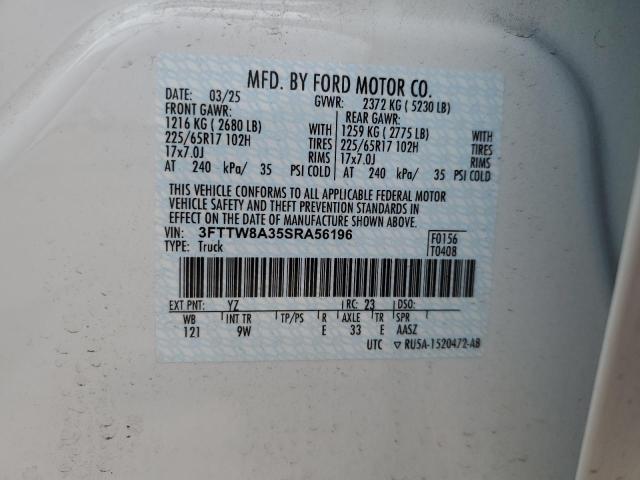 MFD. BY FORD MOTOR CO.
DATE: 03/25 GVWR: 2372 KG ( 5230 LB)
FRONT GAWR: REAR GAWR:
1216 KG ( 2680 LB) WITH 1259 KG ( 2775 LB) WITH
225/65R17 102H TIRES 225/65R17 102H TIRES
17x7.0J RIMS 17x7.0J RIMS
AT 240 kPa/ 35 PSI COLD AT 240 kPa/ 35 PSI COLD
THIS VEHICLE CONFORMS TO ALL APPLICABLE FEDERAL MOTOR
VEHICLE SAFETY AND THEFT PREVENTION STANDARDS IN
EFFECT ON THE DATE OF MANUFACTURE SHOWN ABOVE.
VIN: 3FTTW8A35SRA56196 F0156
TYPE: Truck T0408
EXT PNT: YZ RC: 23 DSO:
WB INT TR TP/PS R AXLE TR SPR
121 9W E 33 E AASZ
UTC ▽ RU5A-1520472-AB